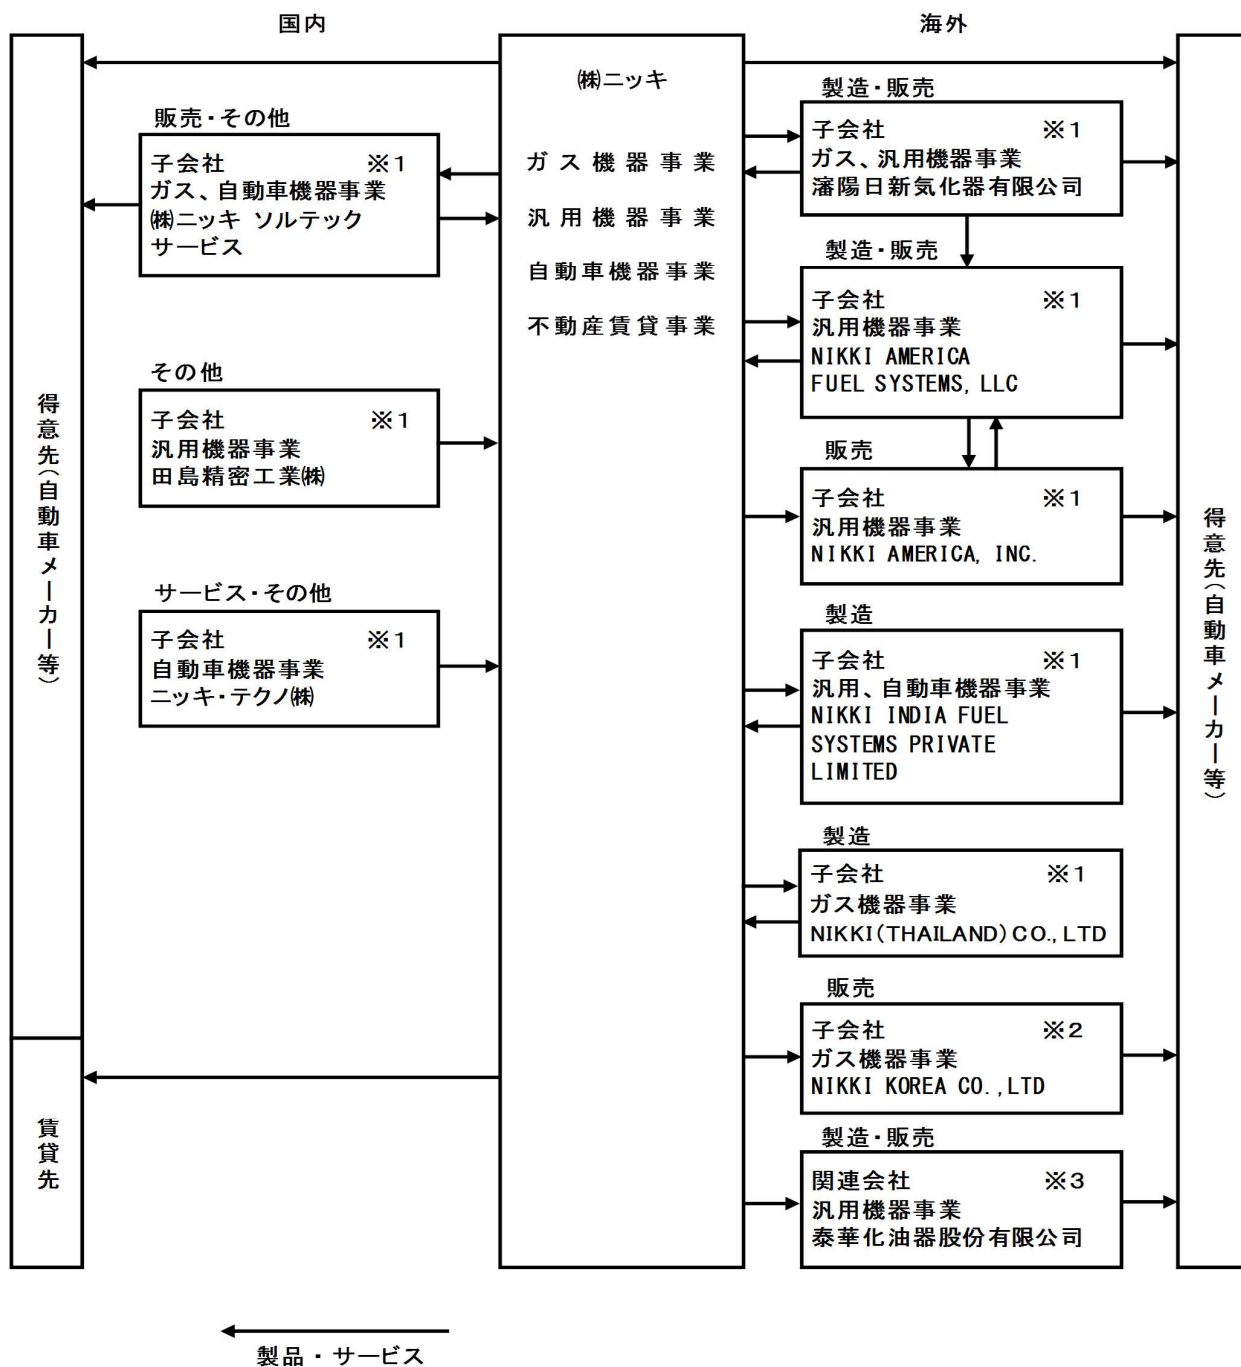 国内
海外
㈱ニッキ
ガス機器事業
汎用機器事業
自動車機器事業
不動産賃貸事業
得意先（自動車メーカー等）
賃貸先
販売・その他
子会社 ※1
ガス、自動車機器事業
㈱ニッキ ソルテック
サービス
その他
子会社 ※1
汎用機器事業
田島精密工業㈱
サービス・その他
子会社 ※1
自動車機器事業
ニッキ・テクノ㈱
製造・販売
子会社 ※1
ガス、汎用機器事業
瀋陽日新気化器有限公司
製造・販売
子会社 ※1
汎用機器事業
NIKKI AMERICA
FUEL SYSTEMS, LLC
販売
子会社 ※1
汎用機器事業
NIKKI AMERICA, INC.
製造
子会社 ※1
汎用、自動車機器事業
NIKKI INDIA FUEL
SYSTEMS PRIVATE
LIMITED
製造
子会社 ※1
ガス機器事業
NIKKI(THAILAND)CO.,LTD
販売
子会社 ※2
ガス機器事業
NIKKI KOREA CO.,LTD
製造・販売
関連会社 ※3
汎用機器事業
泰華化油器股份有限公司
得意先（自動車メーカー等）
製品・サービス